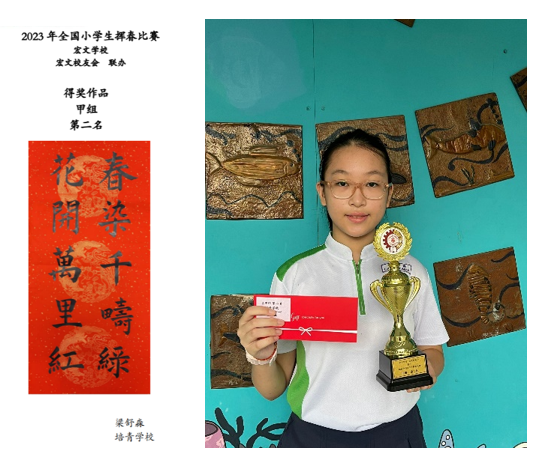 2023 年全国小学生挥春比赛
宏文学校
宏文校友会 联办
得奖作品
甲组
第二名
春染千疇綠
花開萬里紅
梁舒森
培青学校